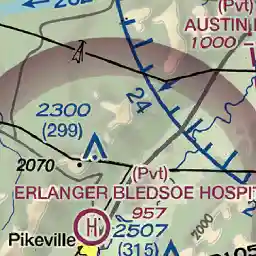 (Pvt)
AUSTIN
1000
24
2300
(299)
2070
(Pvt)
ERLANGER BLEDSOE HOSPIT
957
H
2507
(315)
Pikeville
2000